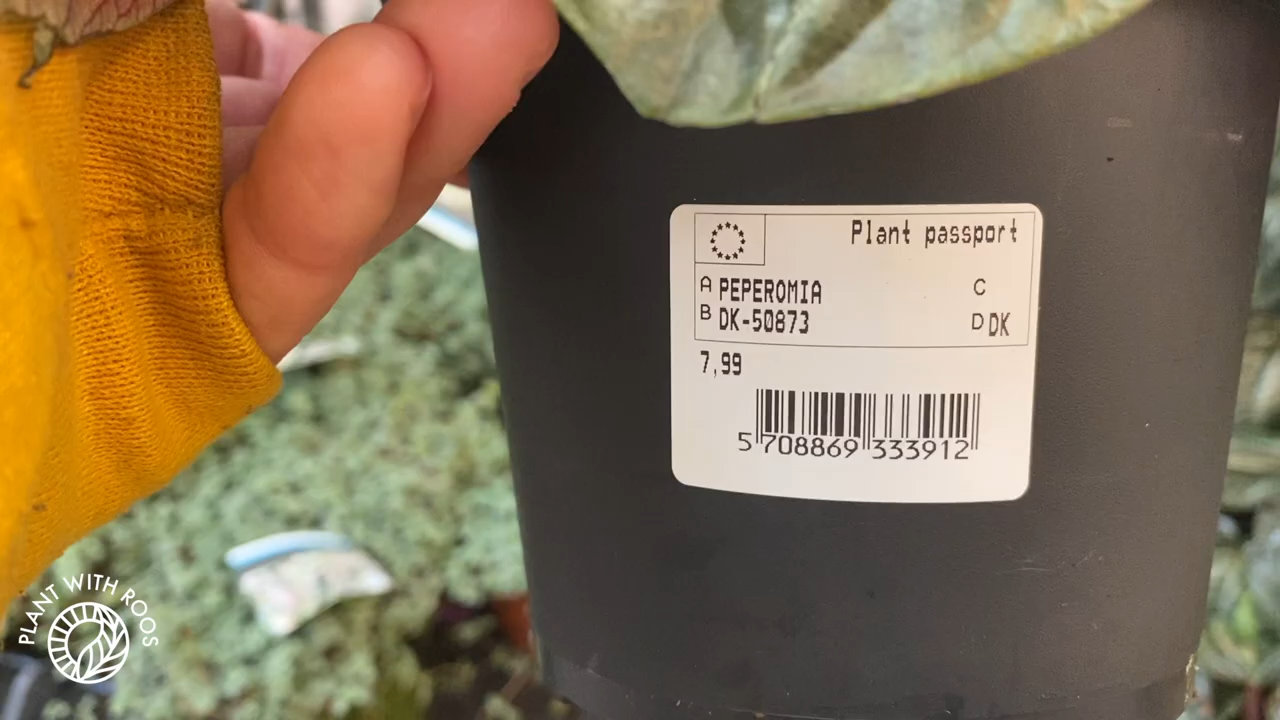 Plant passport
A PEPEROMIA C
B DK-50873 D DK
7,99
5 708869 333912
PLANT WITH ROOS